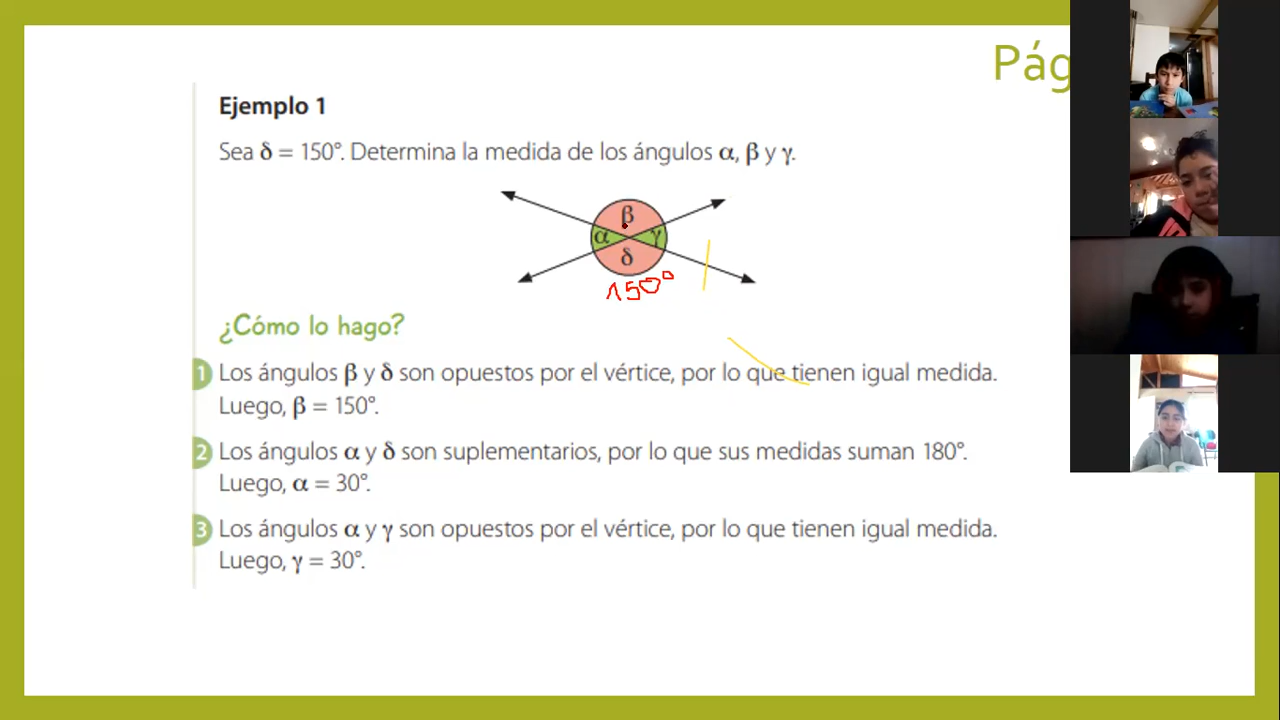 Pág
Ejemplo 1
Sea δ = 150°. Determina la medida de los ángulos α, β y γ.
β
α γ
δ
150°
¿Cómo lo hago?
1 Los ángulos β y δ son opuestos por el vértice, por lo que tienen igual medida.
Luego, β = 150°.
2 Los ángulos α y δ son suplementarios, por lo que sus medidas suman 180°.
Luego, α = 30°.
3 Los ángulos α y γ son opuestos por el vértice, por lo que tienen igual medida.
Luego, γ = 30°.